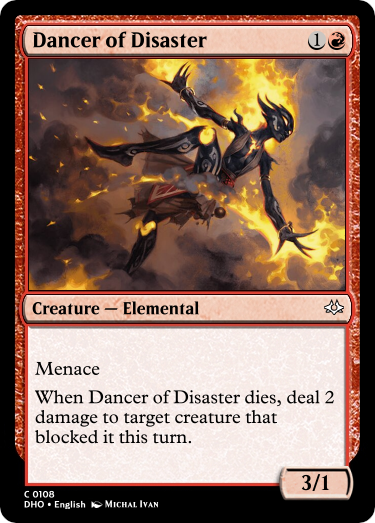 Dancer of Disaster 1
Creature — Elemental
Menace
When Dancer of Disaster dies, deal 2
damage to target creature that
blocked it this turn.
3/1
C 0108
DHO • English Michal Ivan